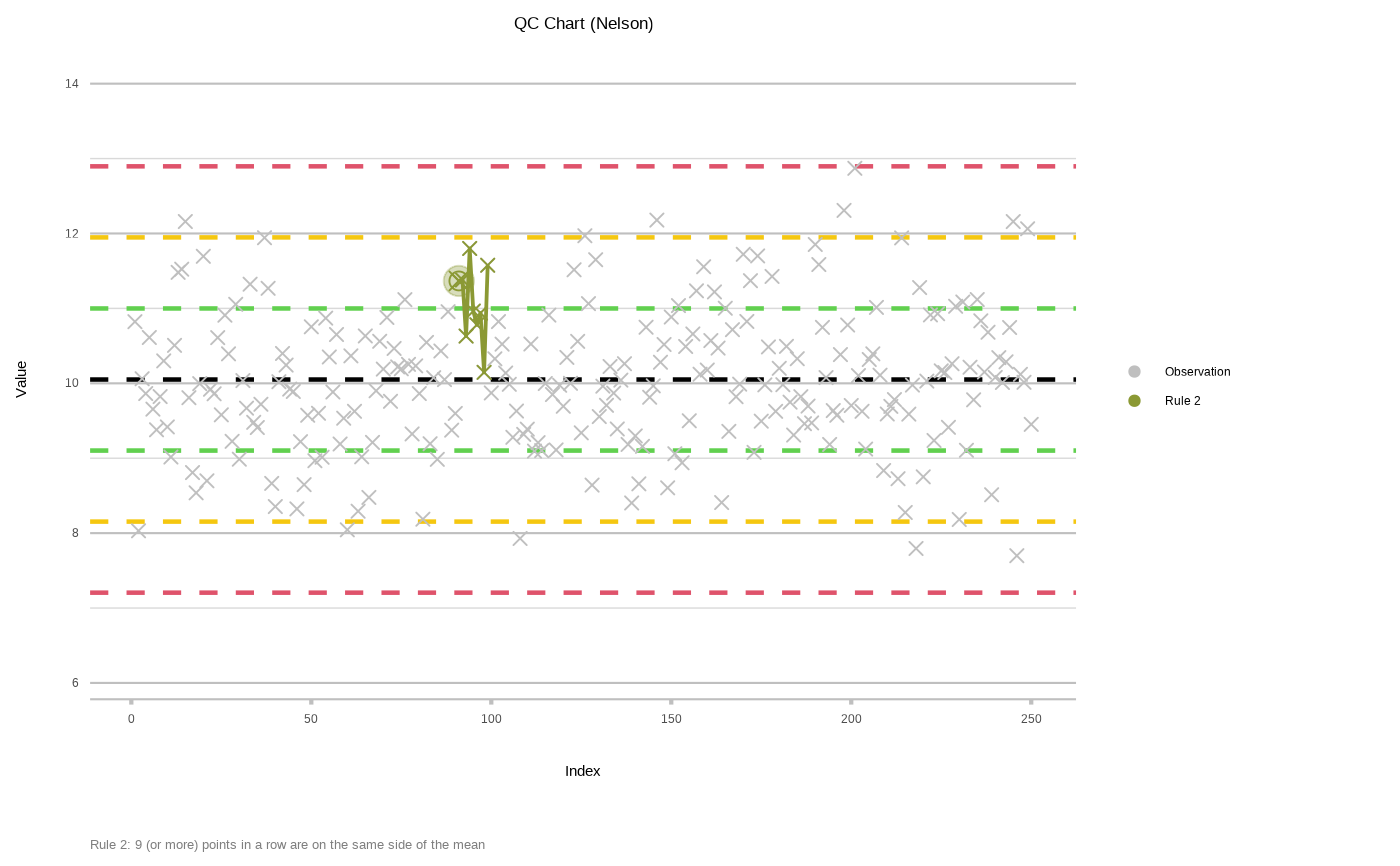 QC Chart (Nelson)
14
12
10
8
6
Value
0 50 100 150 200 250
Index
Observation
Rule 2
Rule 2: 9 (or more) points in a row are on the same side of the mean